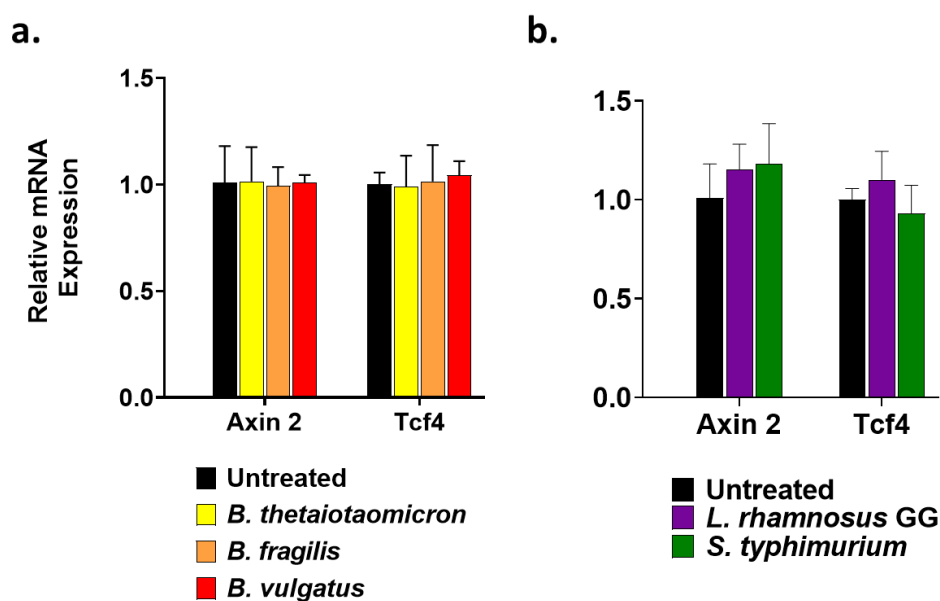 a.
Relative mRNA
Expression
1.5
1.0
0.5
0.0
Axin 2
Tcf4
Untreated
B. thetaiotaomicron
B. fragilis
B. vulgatus
b.
1.5
1.0
0.5
0.0
Axin 2
Tcf4
Untreated
L. rhamnosus GG
S. typhimurium